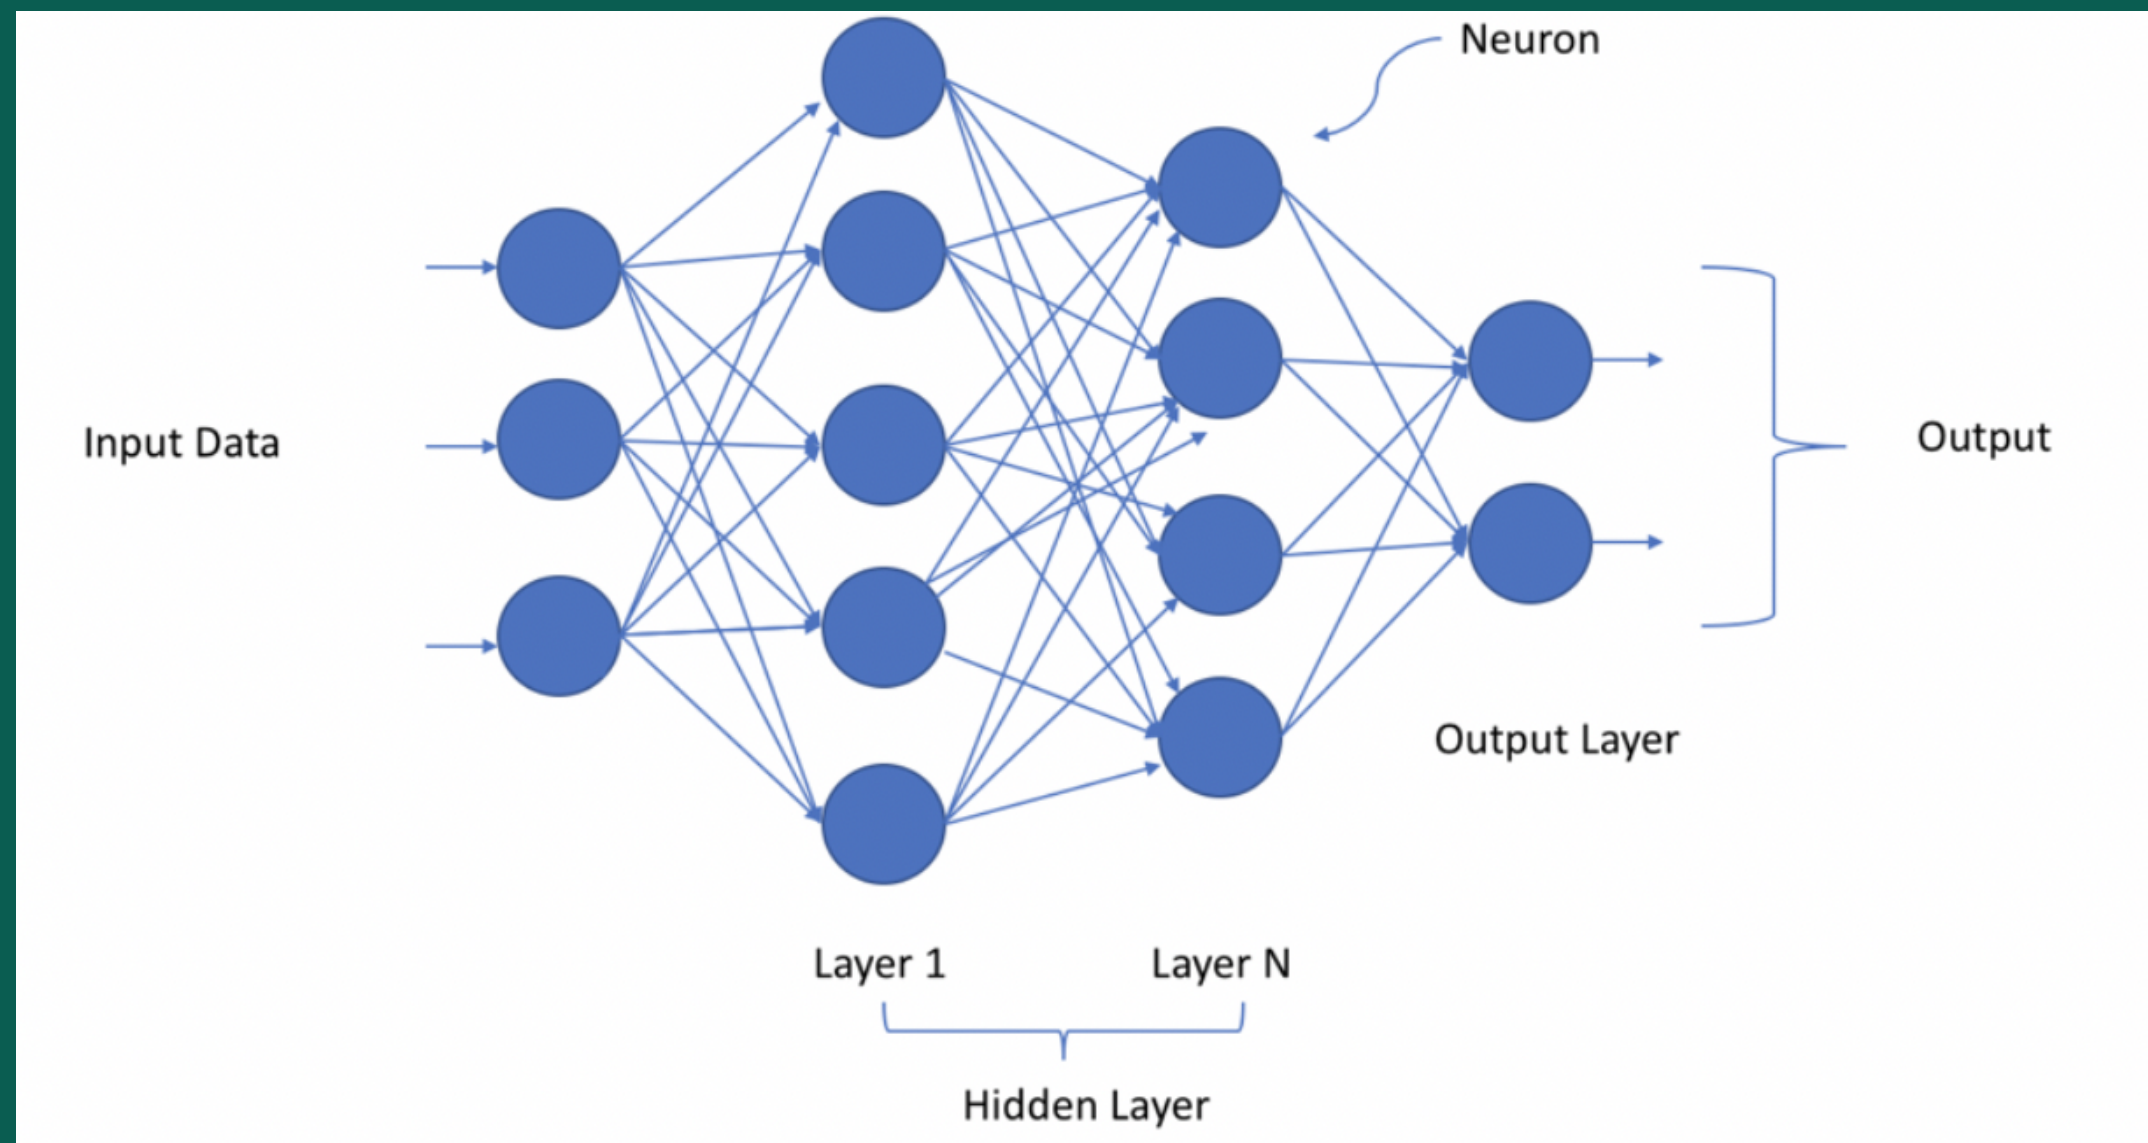 Neuron
Input Data
Output
Output Layer
Layer 1
Layer N
Hidden Layer